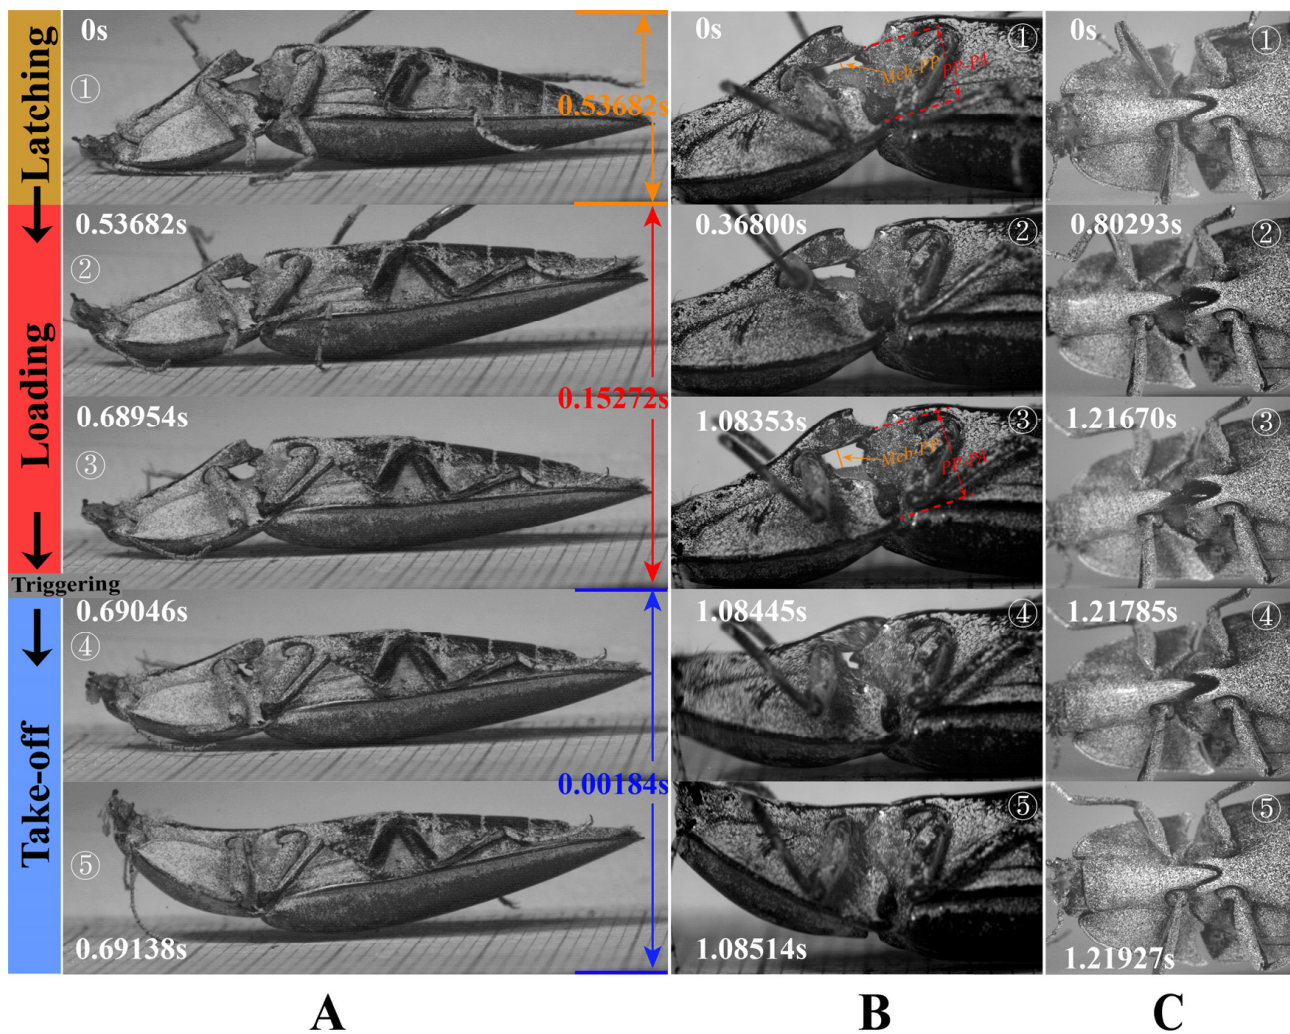 Latching
Loading
Triggering
Take-off
0s
①
0.53682s
0.53682s
②
0.15272s
0.68954s
③
0.69046s
④
0.00184s
⑤
0.69138s
A
0s
①
Meb-PP
PP-PA
0.36800s
②
1.08353s
③
Meb-PP
PP-PA
1.08445s
④
⑤
1.08514s
B
0s
①
0.80293s
②
1.21670s
③
1.21785s
④
⑤
1.21927s
C